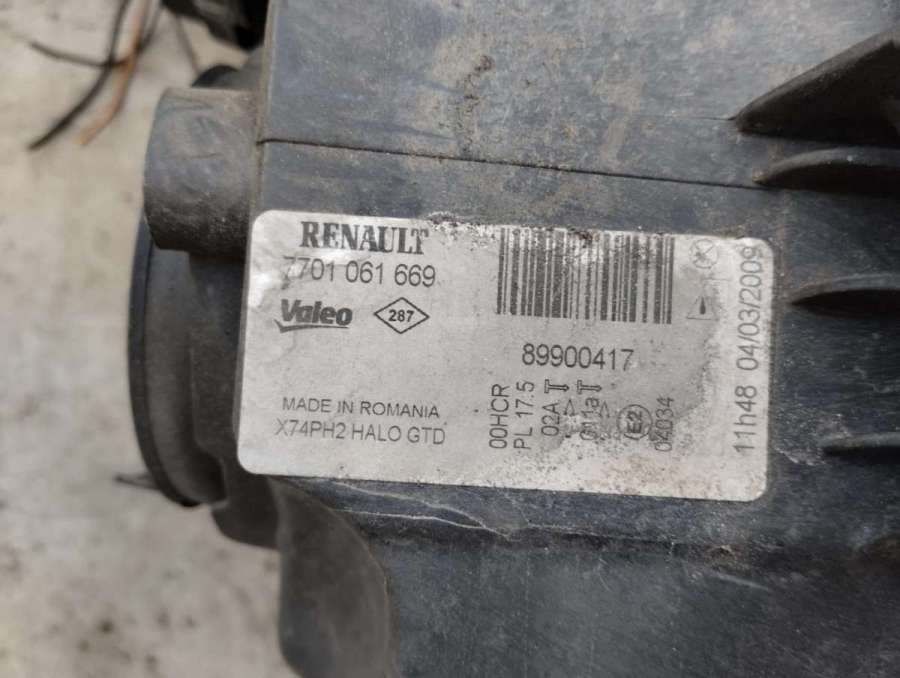 RENAULT
7701 061 669
Valeo
287
89900417
MADE IN ROMANIA
X74PH2 HALO GTD
00HCR
PL 17.5
02A
E2
04034
11h48 04/03/2009